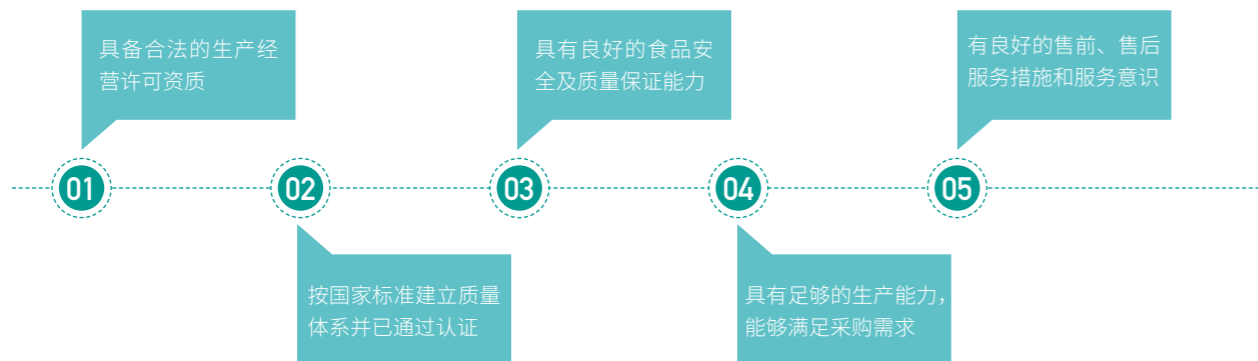 01
具备合法的生产经
营许可资质
02
按国家标准建立质量
体系并已通过认证
03
具有良好的食品安
全及质量保证能力
04
具有足够的生产能力，
能够满足采购需求
05
有良好的售前、售后
服务措施和服务意识